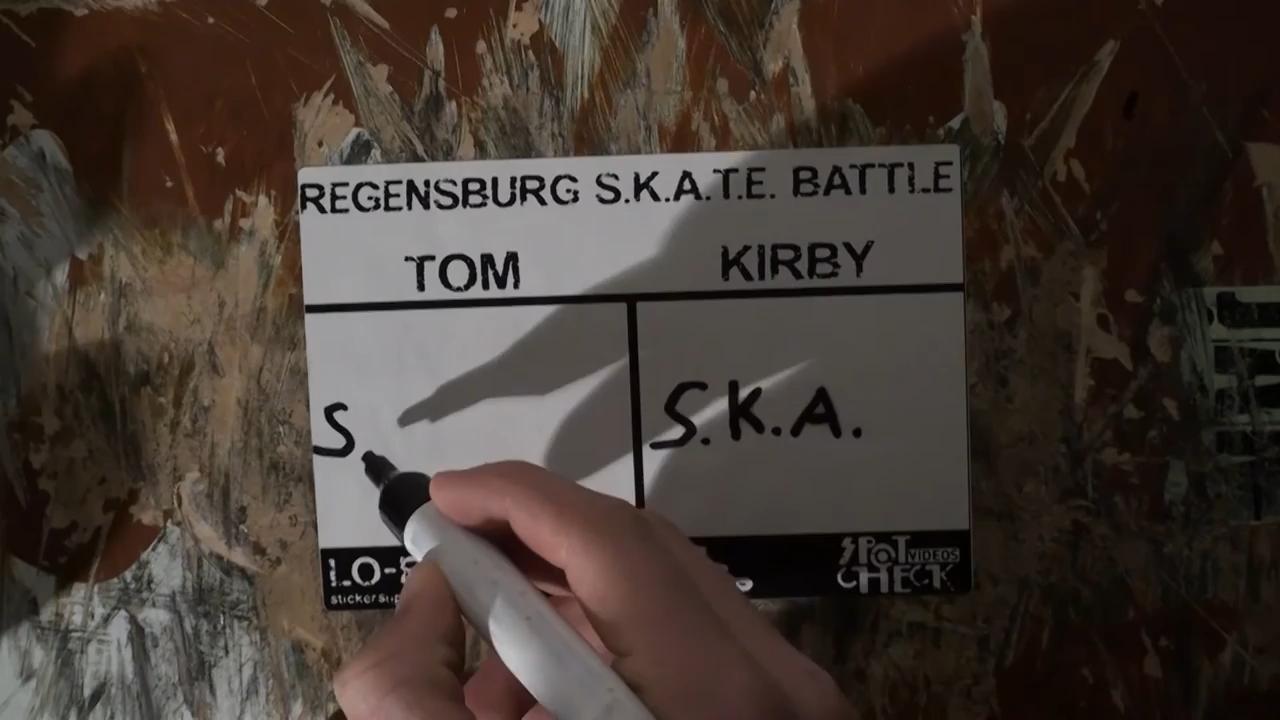 REGENSBURG S.K.A.T.E. BATTLE
TOM KIRBY
S S.K.A.
SPOT VIDEOS
CHECK